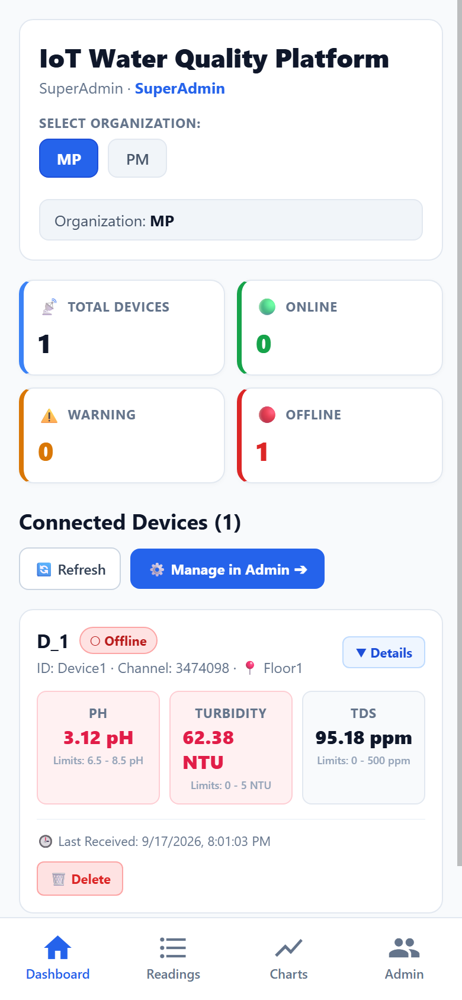 IoT Water Quality Platform
SuperAdmin · SuperAdmin
SELECT ORGANIZATION:
MP
PM
Organization: MP
TOTAL DEVICES
1
ONLINE
0
WARNING
0
OFFLINE
1
Connected Devices (1)
Refresh
Manage in Admin ➔
D_1
○ Offline
ID: Device1 · Channel: 3474098 · 📍 Floor1
▼ Details
PH
3.12 pH
Limits: 6.5 - 8.5 pH
TURBIDITY
62.38
NTU
Limits: 0 - 5 NTU
TDS
95.18 ppm
Limits: 0 - 500 ppm
Last Received: 9/17/2026, 8:01:03 PM
Delete
Dashboard
Readings
Charts
Admin